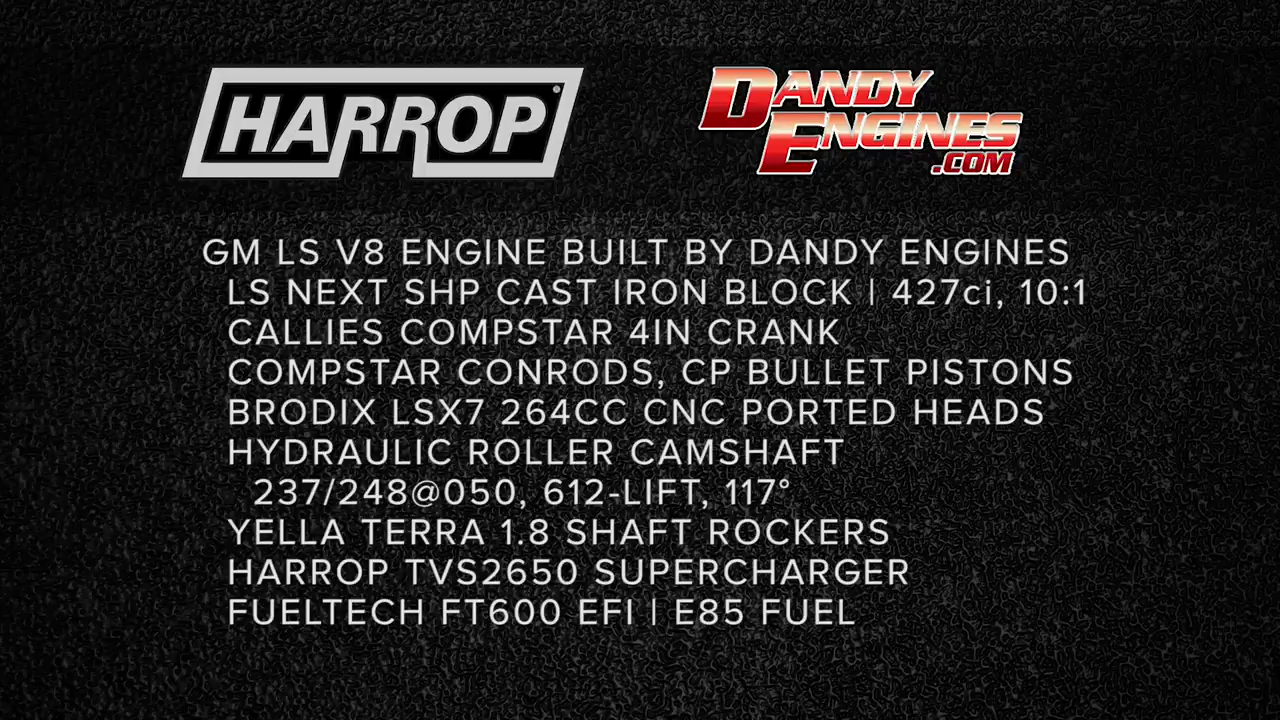 HARROP®
DANDY
ENGINES
.COM
GM LS V8 ENGINE BUILT BY DANDY ENGINES
LS NEXT SHP CAST IRON BLOCK | 427ci, 10:1
CALLIES COMPSTAR 4IN CRANK
COMPSTAR CONRODS, CP BULLET PISTONS
BRODIX LSX7 264CC CNC PORTED HEADS
HYDRAULIC ROLLER CAMSHAFT
237/248@050, 612-LIFT, 117°
YELLA TERRA 1.8 SHAFT ROCKERS
HARROP TVS2650 SUPERCHARGER
FUELTECH FT600 EFI | E85 FUEL